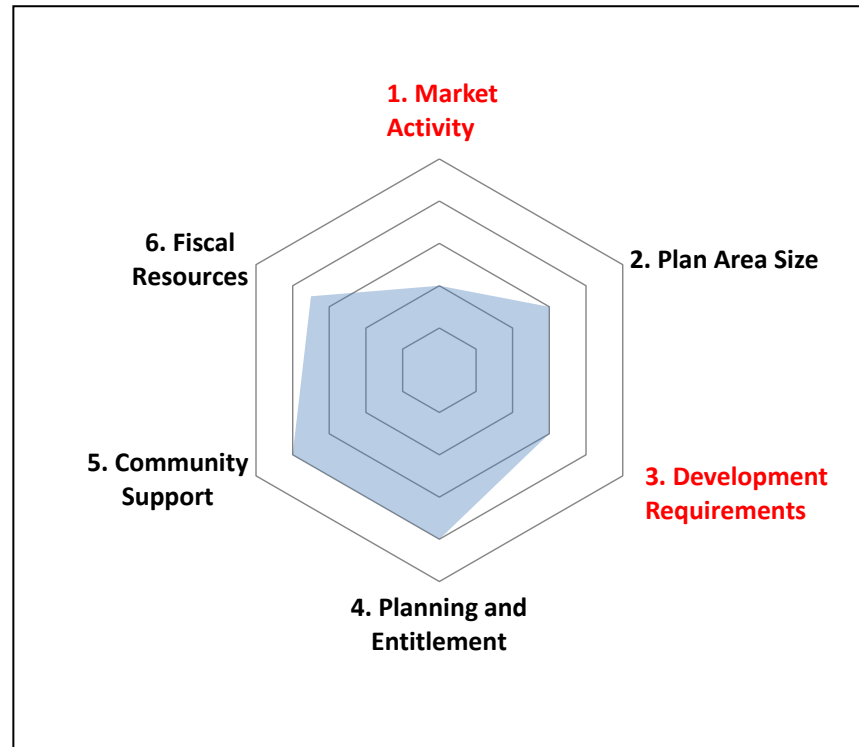 1. Market
Activity
6. Fiscal
Resources
2. Plan Area Size
5. Community
Support
3. Development
Requirements
4. Planning and
Entitlement